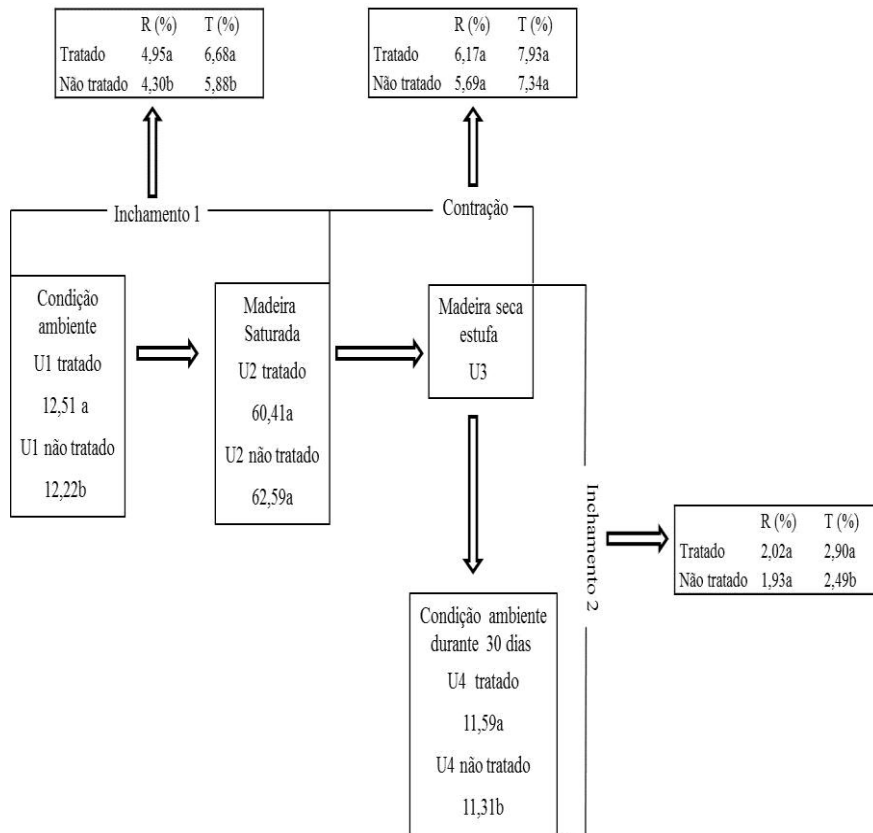 R (%) T (%)
Tratado 4,95a 6,68a
Não tratado 4,30b 5,88b
R (%) T (%)
Tratado 6,17a 7,93a
Não tratado 5,69a 7,34a
Inchamento 1
Contração
Condição
ambiente
U1 tratado
12,51 a
U1 não tratado
12,22b
Madeira
Saturada
U2 tratado
60,41a
U2 não tratado
62,59a
Madeira seca
estufa
U3
Inchamento 2
R (%) T (%)
Tratado 2,02a 2,90a
Não tratado 1,93a 2,49b
Condição ambiente
durante 30 dias
U4 tratado
11,59a
U4 não tratado
11,31b